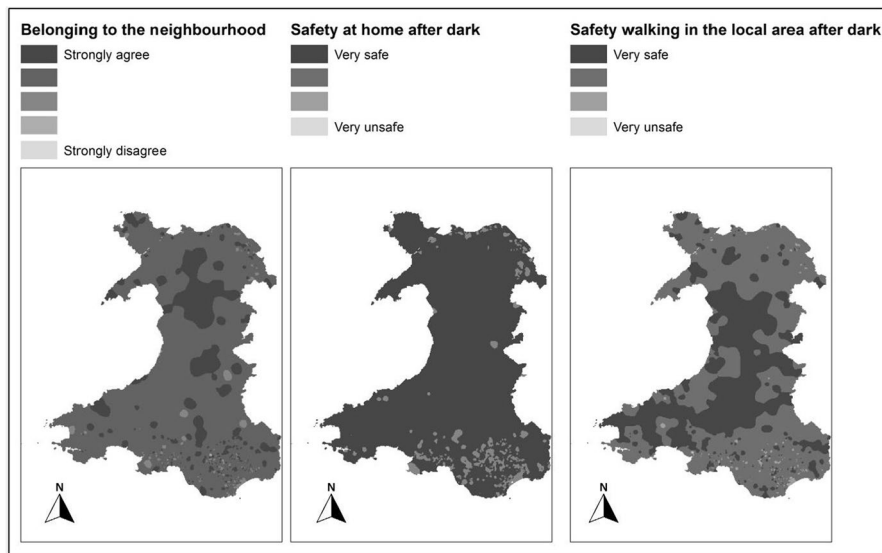 Belonging to the neighbourhood
Strongly agree
Strongly disagree
Safety at home after dark
Very safe
Very unsafe
Safety walking in the local area after dark
Very safe
Very unsafe
N
N
N